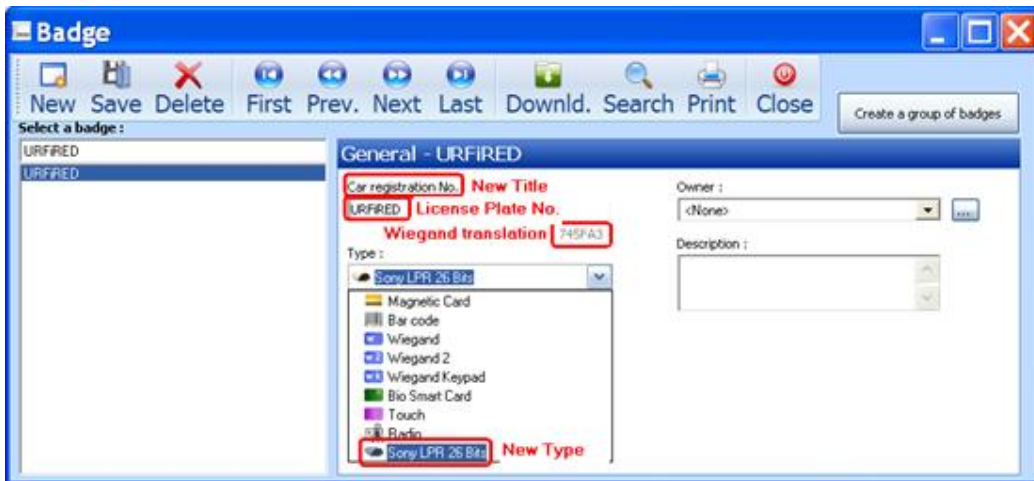 Badge
New Save Delete First Prev. Next Last Downld. Search Print Close
Create a group of badges
Select a badge :
URFiRED
URFiRED
General - URFiRED
Car registration No. New Title
URFiRED License Plate No.
Wiegand translation 745FA3
Type :
Sony LPR 26 Bits
Magnetic Card
Bar code
Wiegand
Wiegand 2
Wiegand Keypad
Bio Smart Card
Touch
Radio
Sony LPR 26 Bits New Type
Owner :
<None>
...
Description :